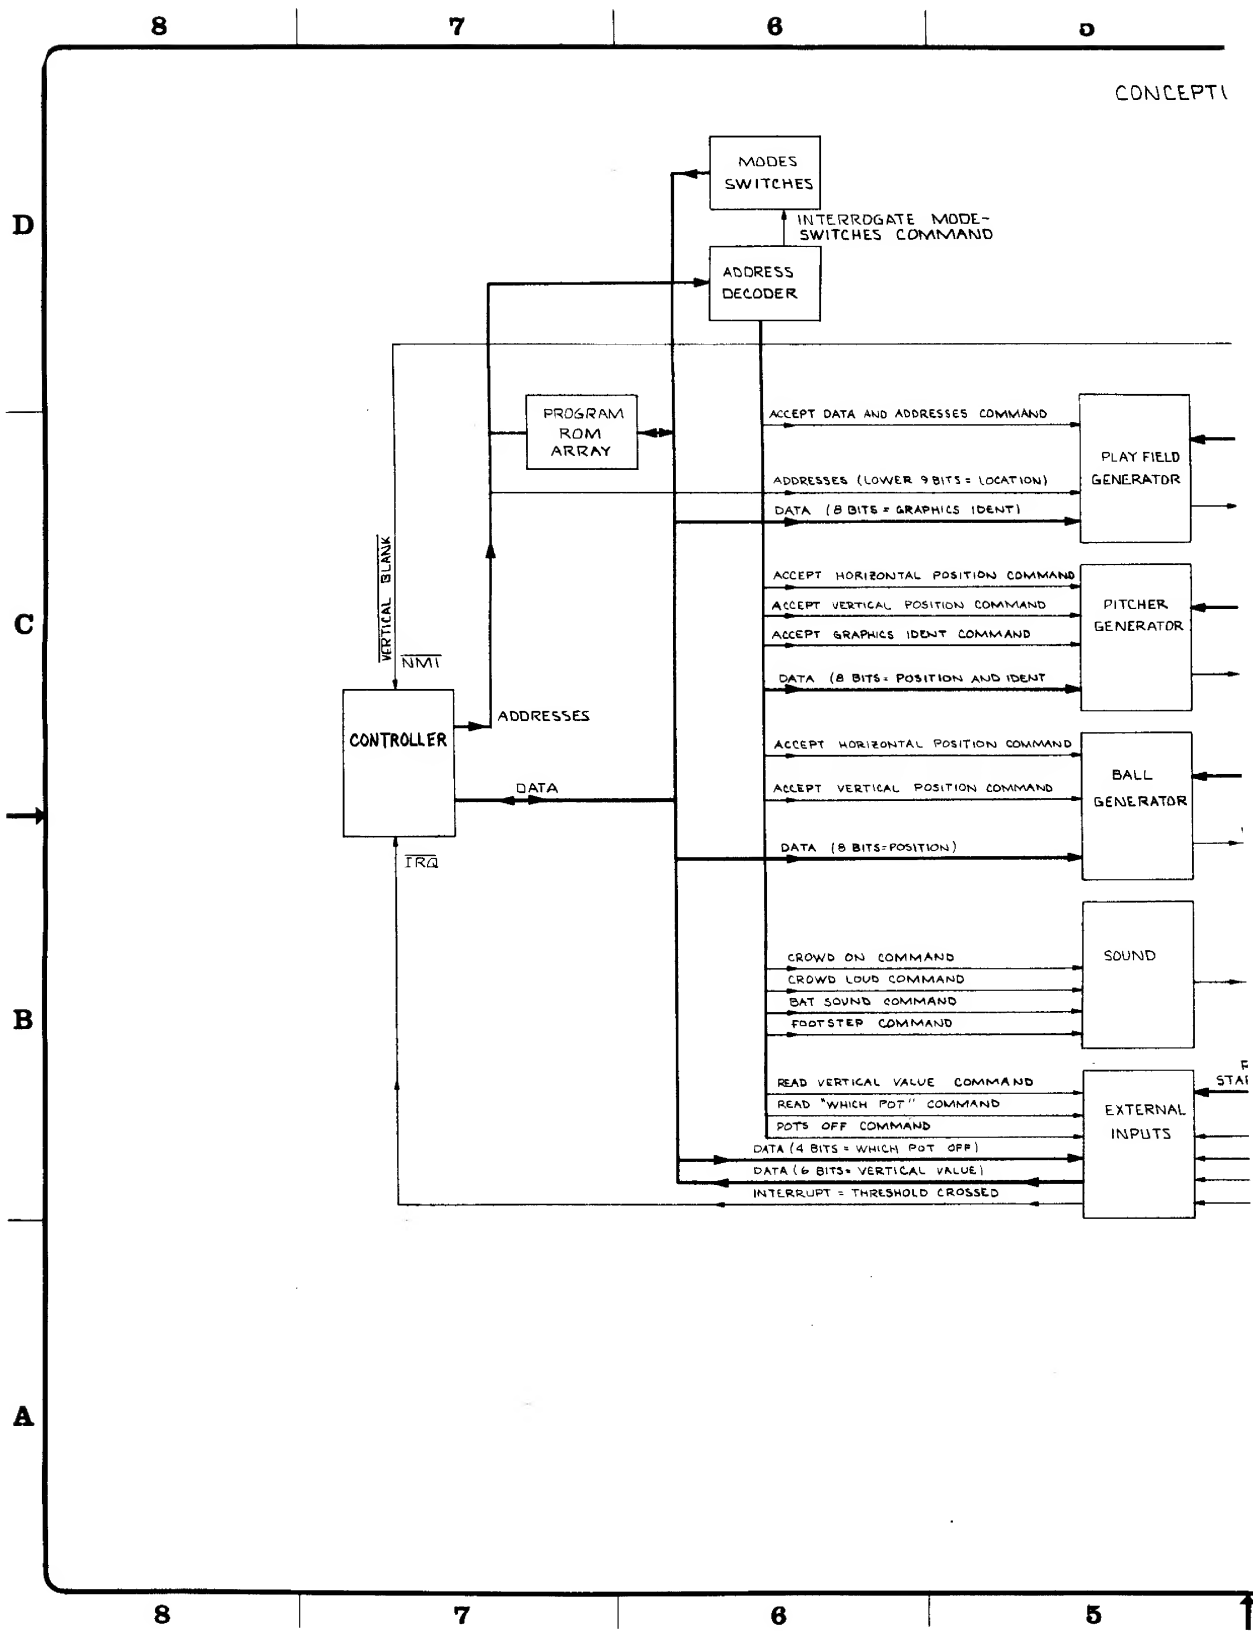 8 7 6 5
CONCEPT
MODES
SWITCHES
D
INTERROGATE MODE-
SWITCHES COMMAND
ADDRESS
DECODER
PROGRAM
ROM
ARRAY
ACCEPT DATA AND ADDRESSES COMMAND
PLAY FIELD
GENERATOR
ADDRESSES (LOWER 9 BITS = LOCATION)
DATA (8 BITS = GRAPHICS IDENT)
VERTICAL BLANK
C
ACCEPT HORIZONTAL POSITION COMMAND
ACCEPT VERTICAL POSITION COMMAND
ACCEPT GRAPHICS IDENT COMMAND
PITCHER
GENERATOR
NMI
DATA (8 BITS = POSITION AND IDENT
ADDRESSES
CONTROLLER
ACCEPT HORIZONTAL POSITION COMMAND
BALL
GENERATOR
DATA
ACCEPT VERTICAL POSITION COMMAND
DATA (8 BITS=POSITION)
IRQ
CROWD ON COMMAND
SOUND
CROWD LOUD COMMAND
BAT SOUND COMMAND
FOOTSTEP COMMAND
B
STA
READ VERTICAL VALUE COMMAND
READ "WHICH POT" COMMAND
POTS OFF COMMAND
EXTERNAL
INPUTS
DATA (4 BITS = WHICH POT OFF)
DATA (6 BITS= VERTICAL VALUE)
INTERRUPT = THRESHOLD CROSSED
A
8 7 6 5